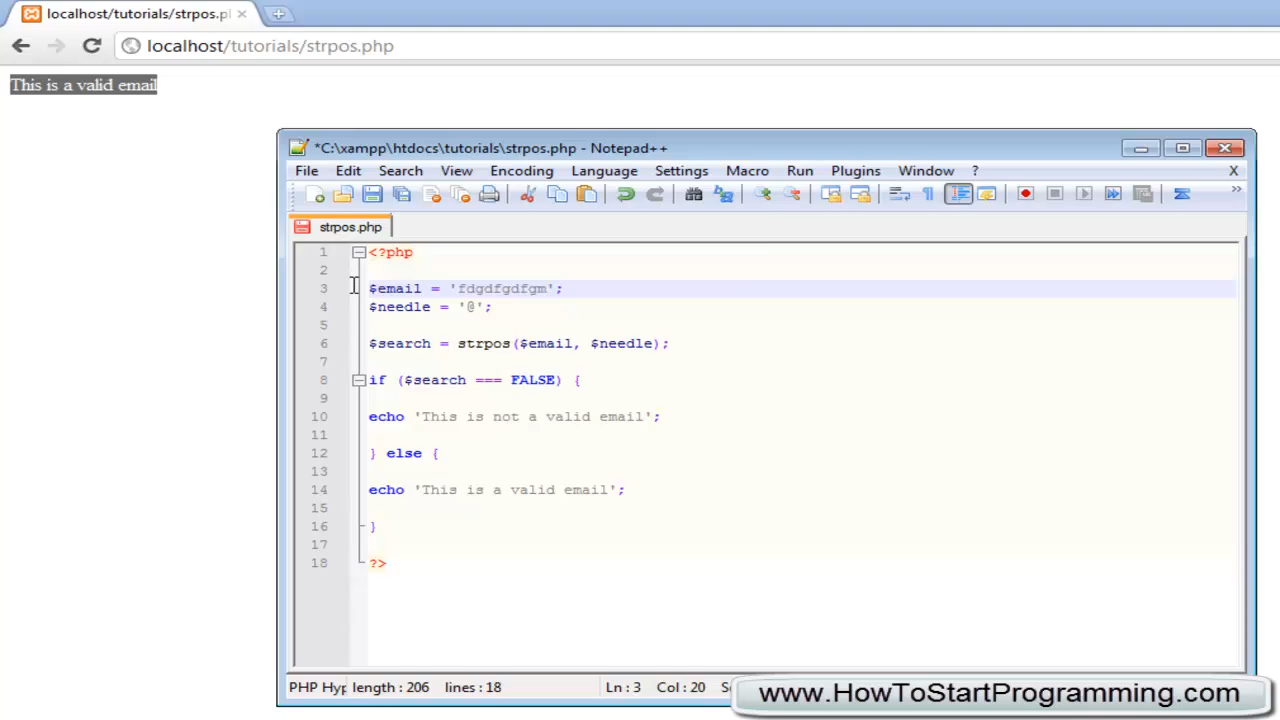 localhost/tutorials/strpos.p
localhost/tutorials/strpos.php
This is a valid email
*C:\xampp\htdocs\tutorials\strpos.php - Notepad++
File Edit Search View Encoding Language Settings Macro Run Plugins Window ? X
strpos.php
1 <?php
2
3 $email = 'fdgdfgdfgm';
4 $needle = '@';
5
6 $search = strpos($email, $needle);
7
8 if ($search === FALSE) {
9
10 echo 'This is not a valid email';
11
12 } else {
13
14 echo 'This is a valid email';
15
16 }
17
18 ?>
PHP Hyp length : 206 lines : 18 Ln : 3 Col : 20
www.HowToStartProgramming.com